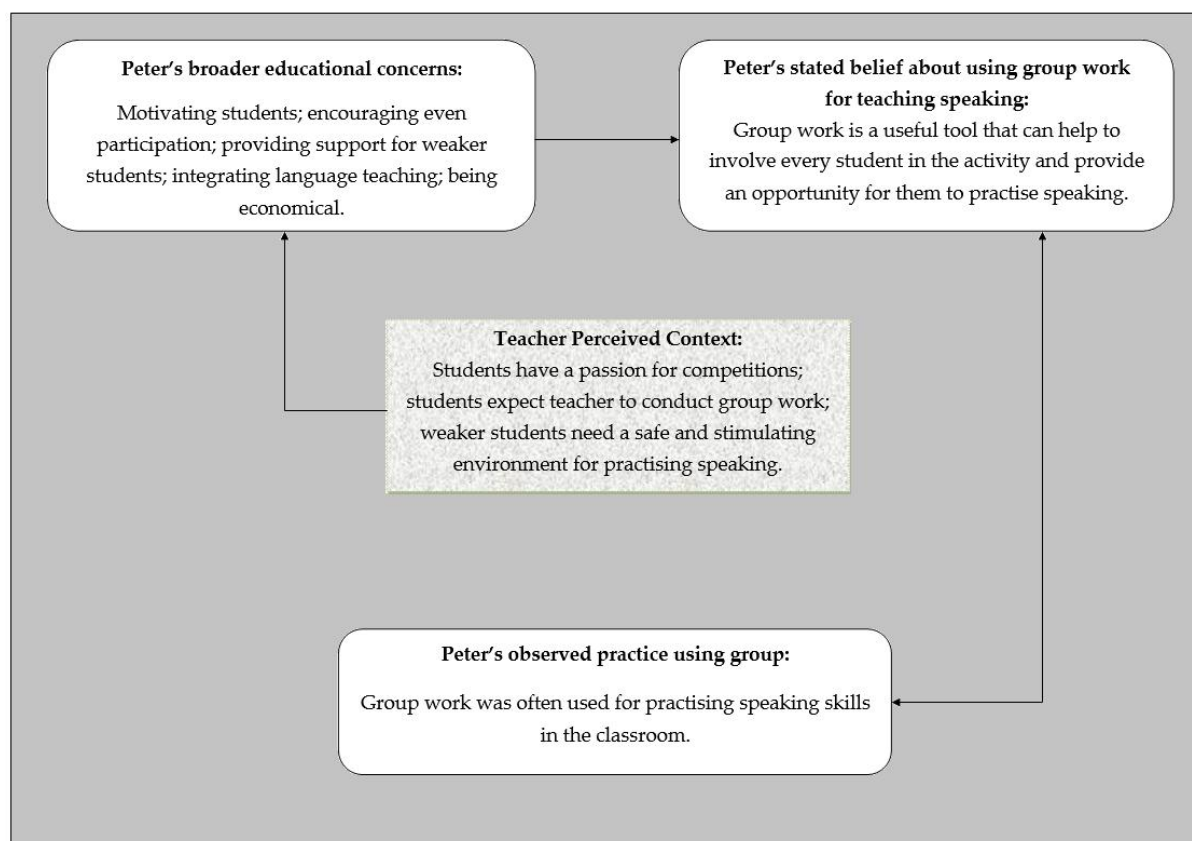 Peter’s broader educational concerns:
Motivating students; encouraging even
participation; providing support for weaker
students; integrating language teaching; being
economical.
Peter’s stated belief about using group work
for teaching speaking:
Group work is a useful tool that can help to
involve every student in the activity and provide
an opportunity for them to practise speaking.
Teacher Perceived Context:
Students have a passion for competitions;
students expect teacher to conduct group work;
weaker students need a safe and stimulating
environment for practising speaking.
Peter’s observed practice using group:
Group work was often used for practising speaking skills
in the classroom.